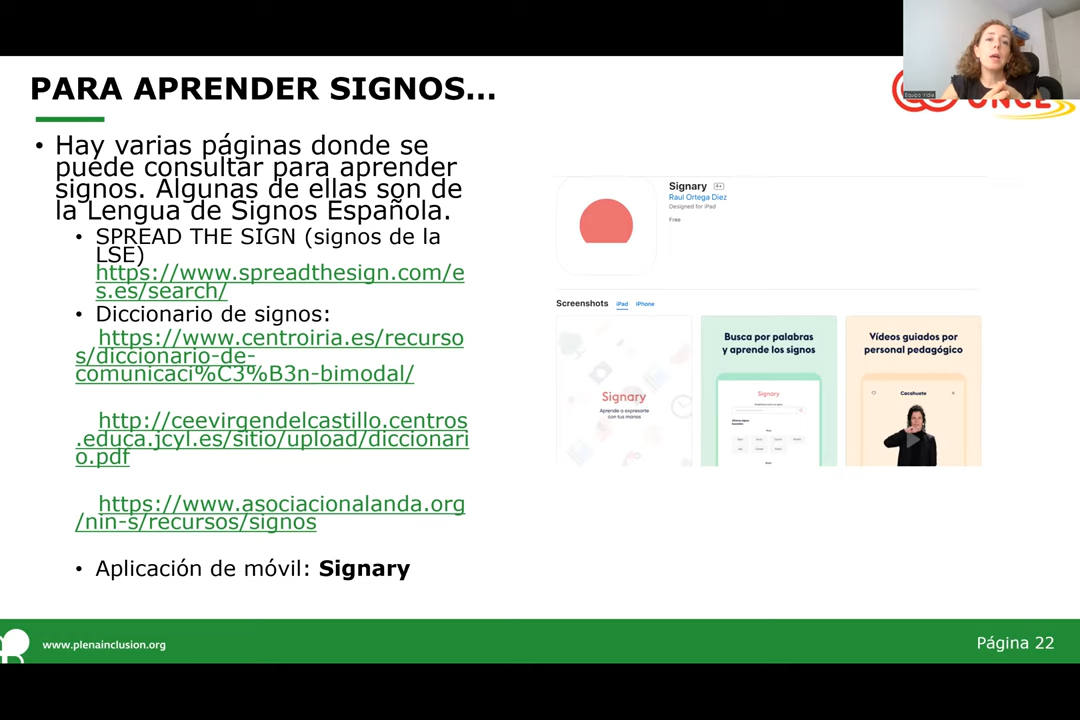 PARA APRENDER SIGNOS...
• Hay varias páginas donde se
puede consultar para aprender
signos. Algunas de ellas son de
la Lengua de Signos Española.
• SPREAD THE SIGN (signos de la
LSE)
https://www.spreadthesign.com/e
s.es/search/
• Diccionario de signos:
https://www.centroiria.es/recurso
s/diccionario-de-
comunicaci%C3%B3n-bimodal/
http://ceevirgendelcastillo.centros
.educa.jcyl.es/sitio/upload/diccionari
o.pdf
https://www.asociacionalanda.org
/nin-s/recursos/signos
• Aplicación de móvil: Signary
Equipo Iridia
ONCE
Signary 4+
Raul Ortega Diez
Designed for iPad
Free
Screenshots iPad iPhone
Signary
Aprende a expresarte
con tus manos
Busca por palabras
y aprende los signos
Signary
Vídeos guiados por
personal pedagógico
Cacahuete
www.plenainclusion.org
Página 22